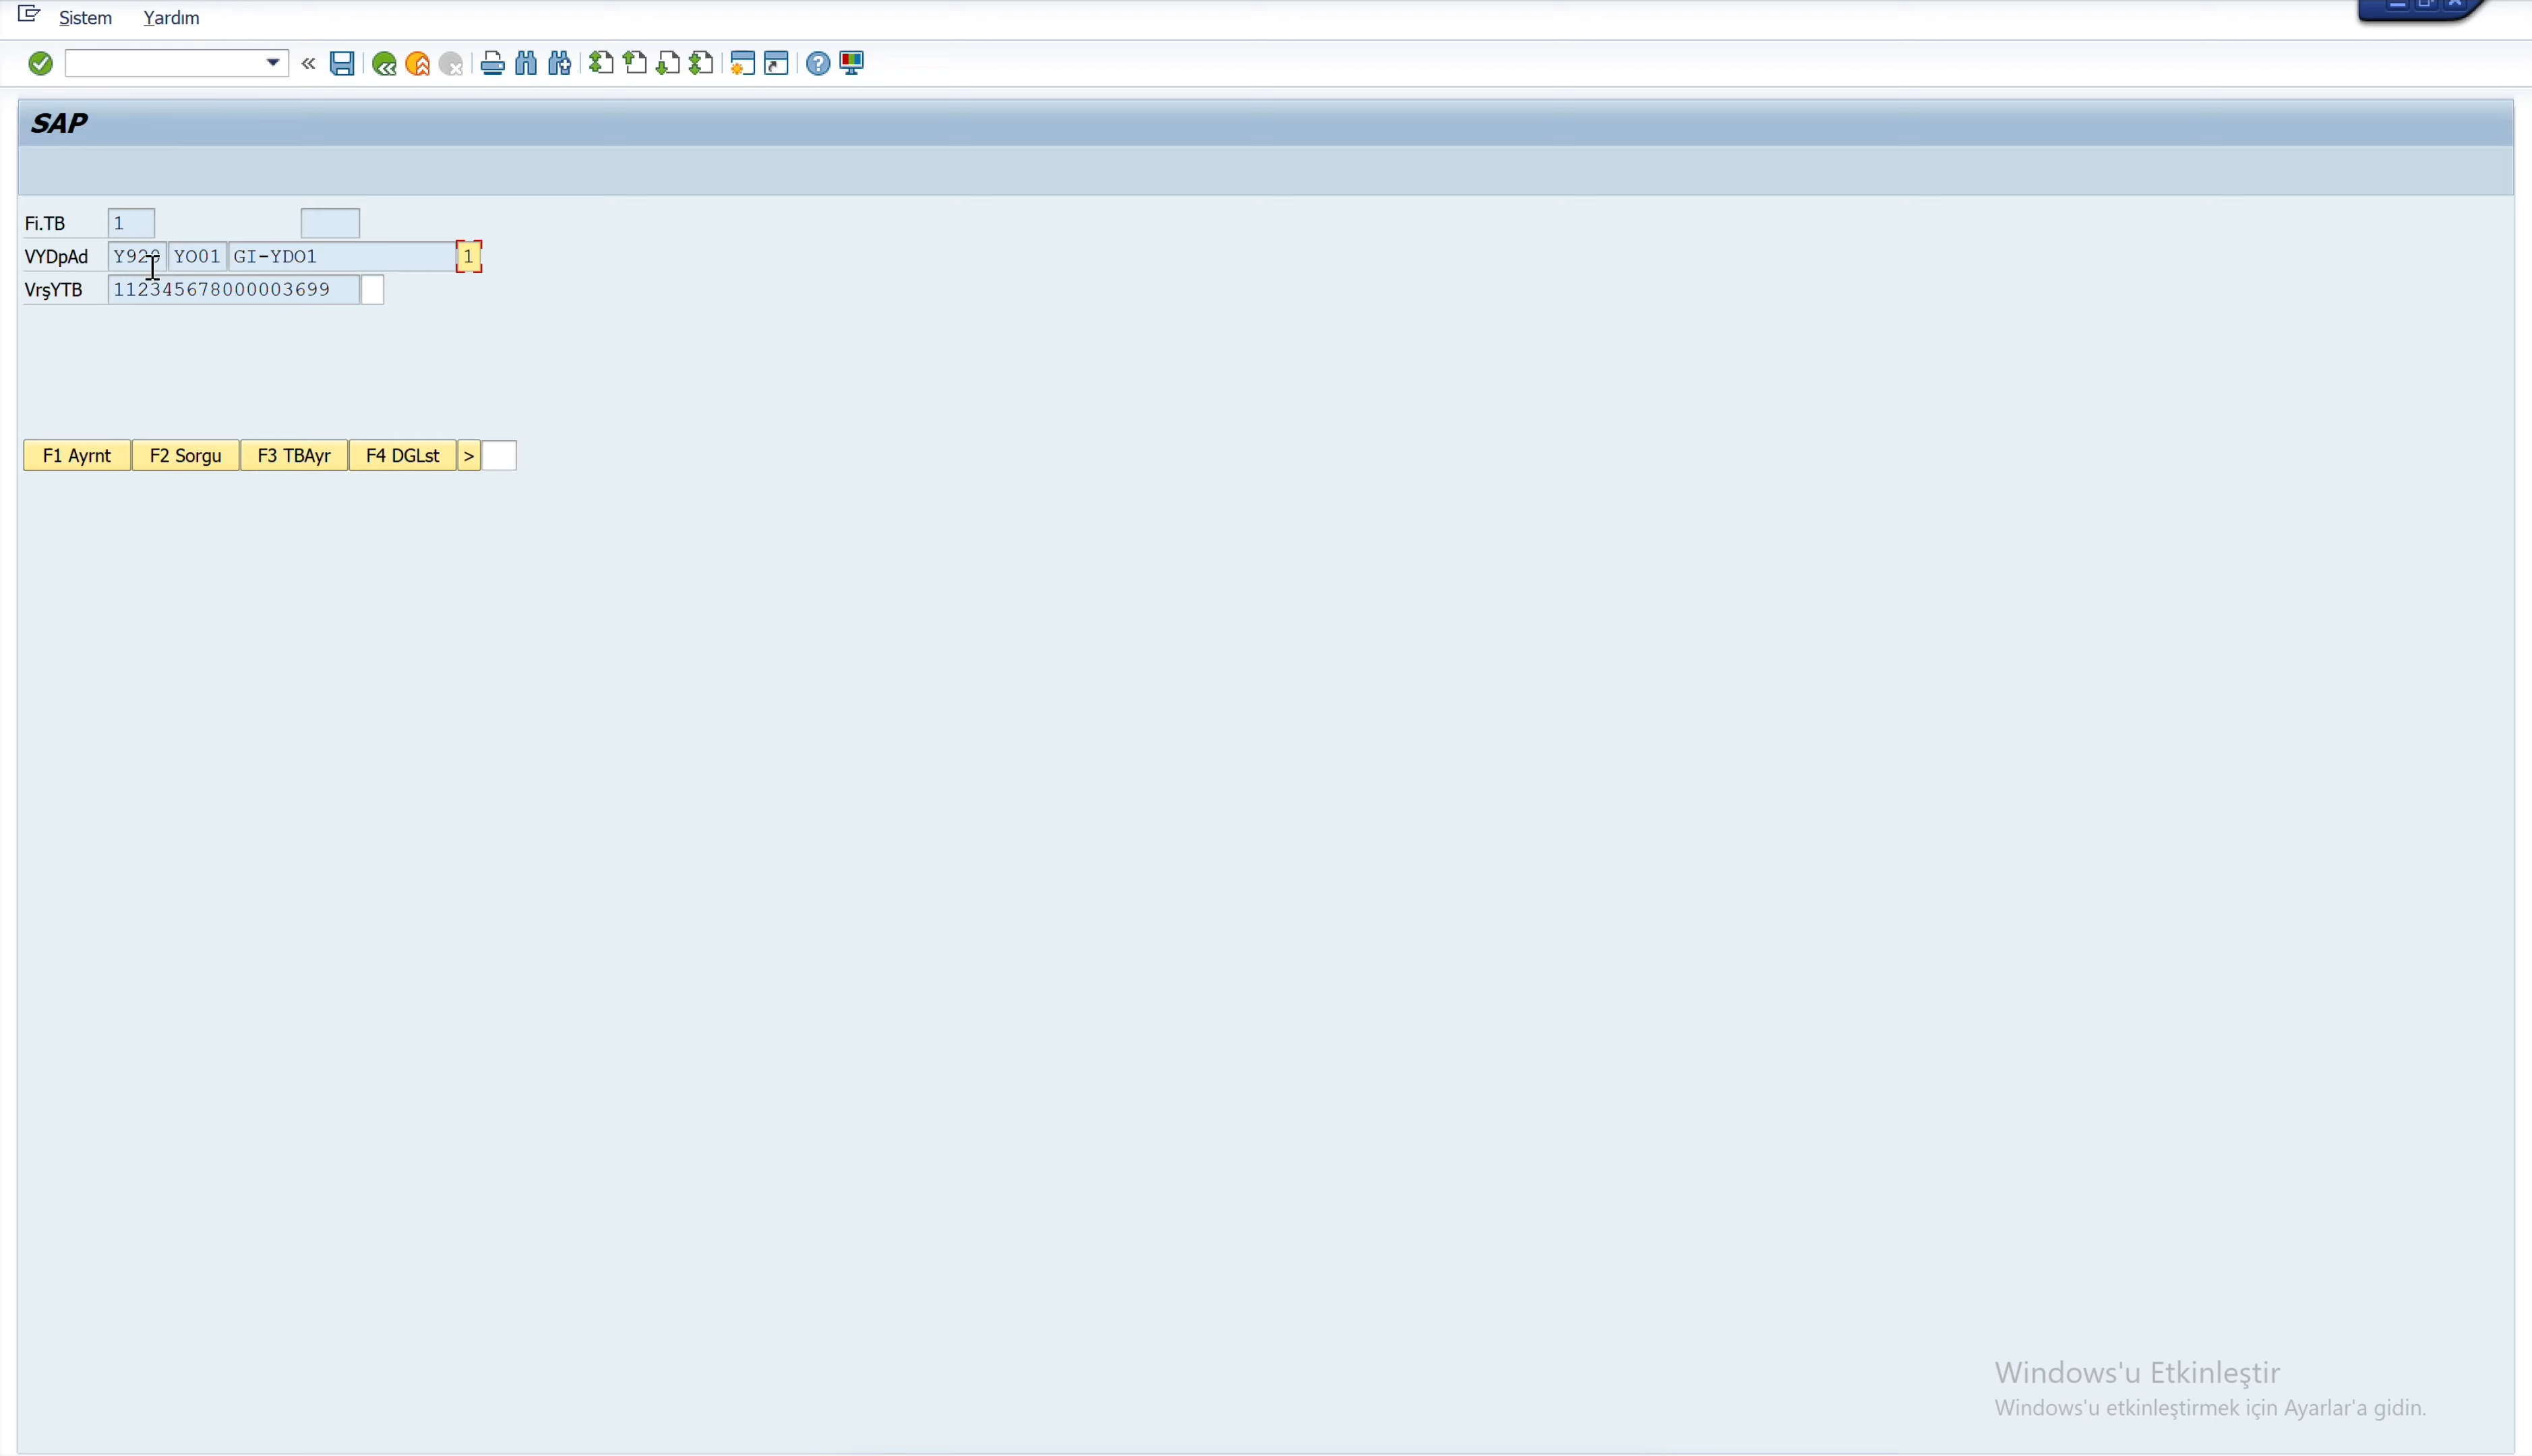 Sistem Yardım
SAP
Fi.TB 1
VYDpAd Y920 YO01 GI-YDO1 1
VrşYTB 112345678000003699
F1 Ayrnt F2 Sorgu F3 TBAyr F4 DGLst >
Windows'u Etkinleştir
Windows'u etkinleştirmek için Ayarlar'a gidin.